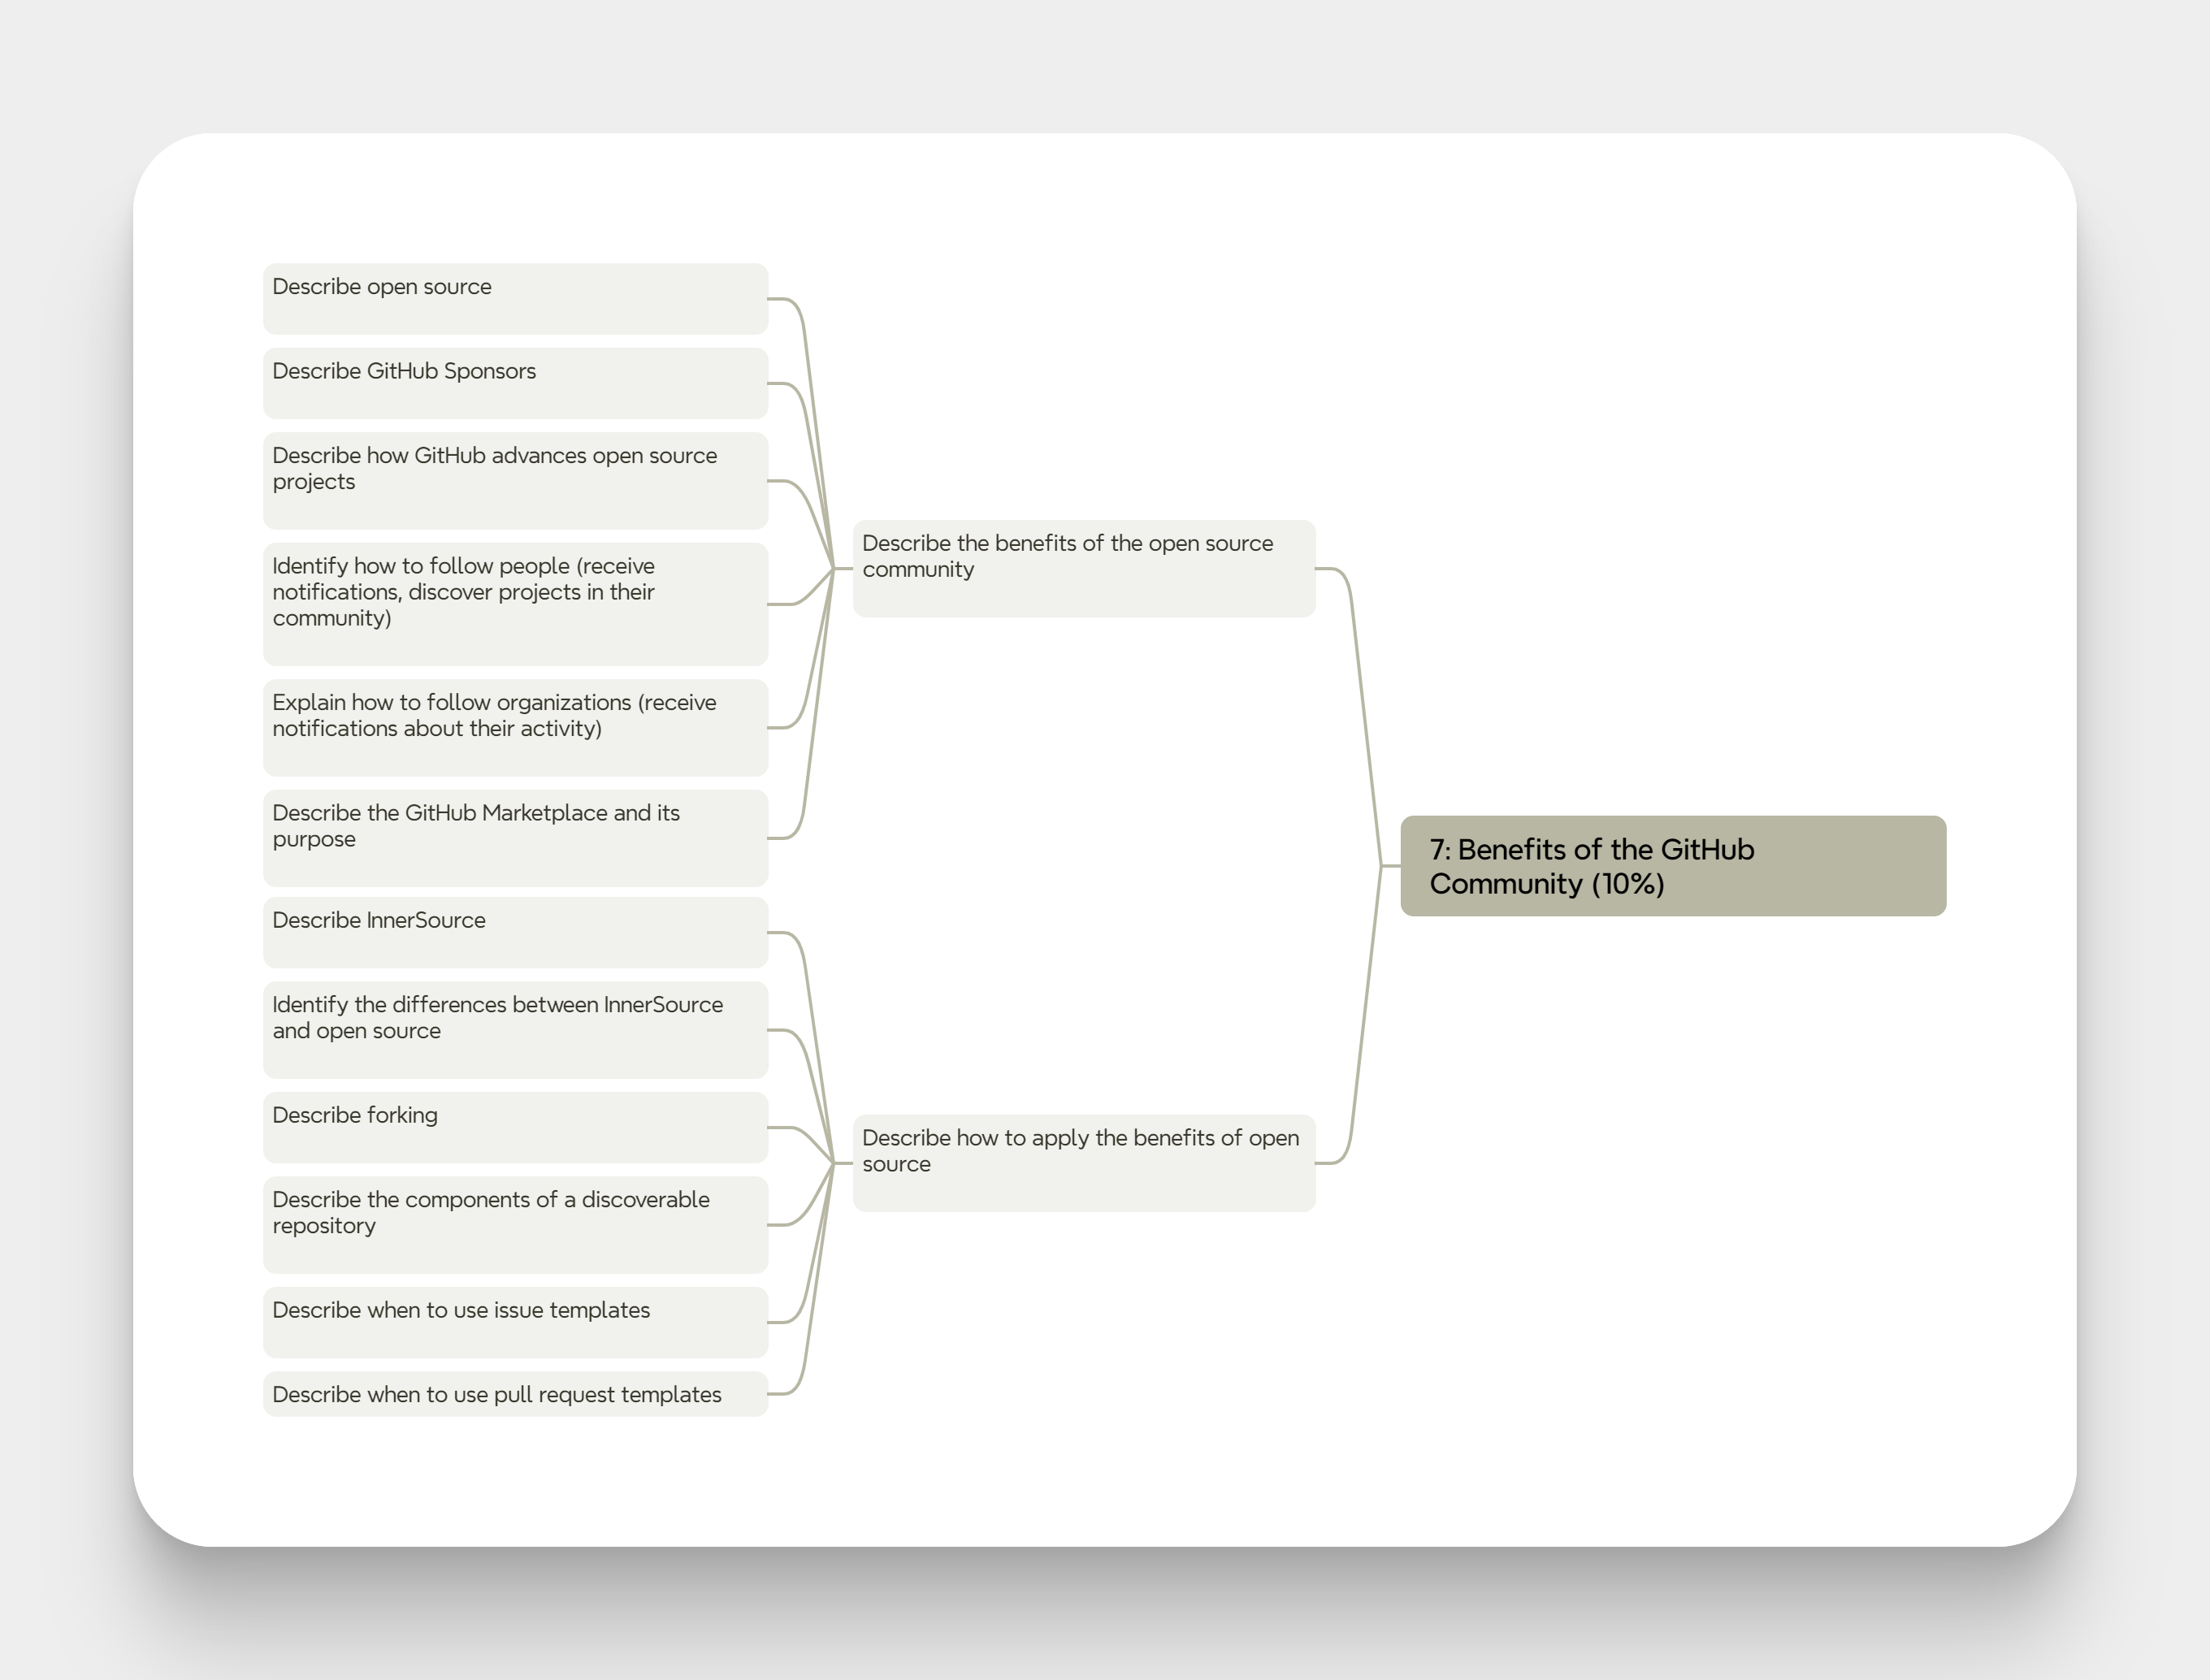 Describe open source
Describe GitHub Sponsors
Describe how GitHub advances open source
projects
Identify how to follow people (receive
notifications, discover projects in their
community)
Explain how to follow organizations (receive
notifications about their activity)
Describe the GitHub Marketplace and its
purpose
Describe the benefits of the open source
community
Describe InnerSource
Identify the differences between InnerSource
and open source
Describe forking
Describe the components of a discoverable
repository
Describe when to use issue templates
Describe when to use pull request templates
Describe how to apply the benefits of open
source
7: Benefits of the GitHub
Community (10%)